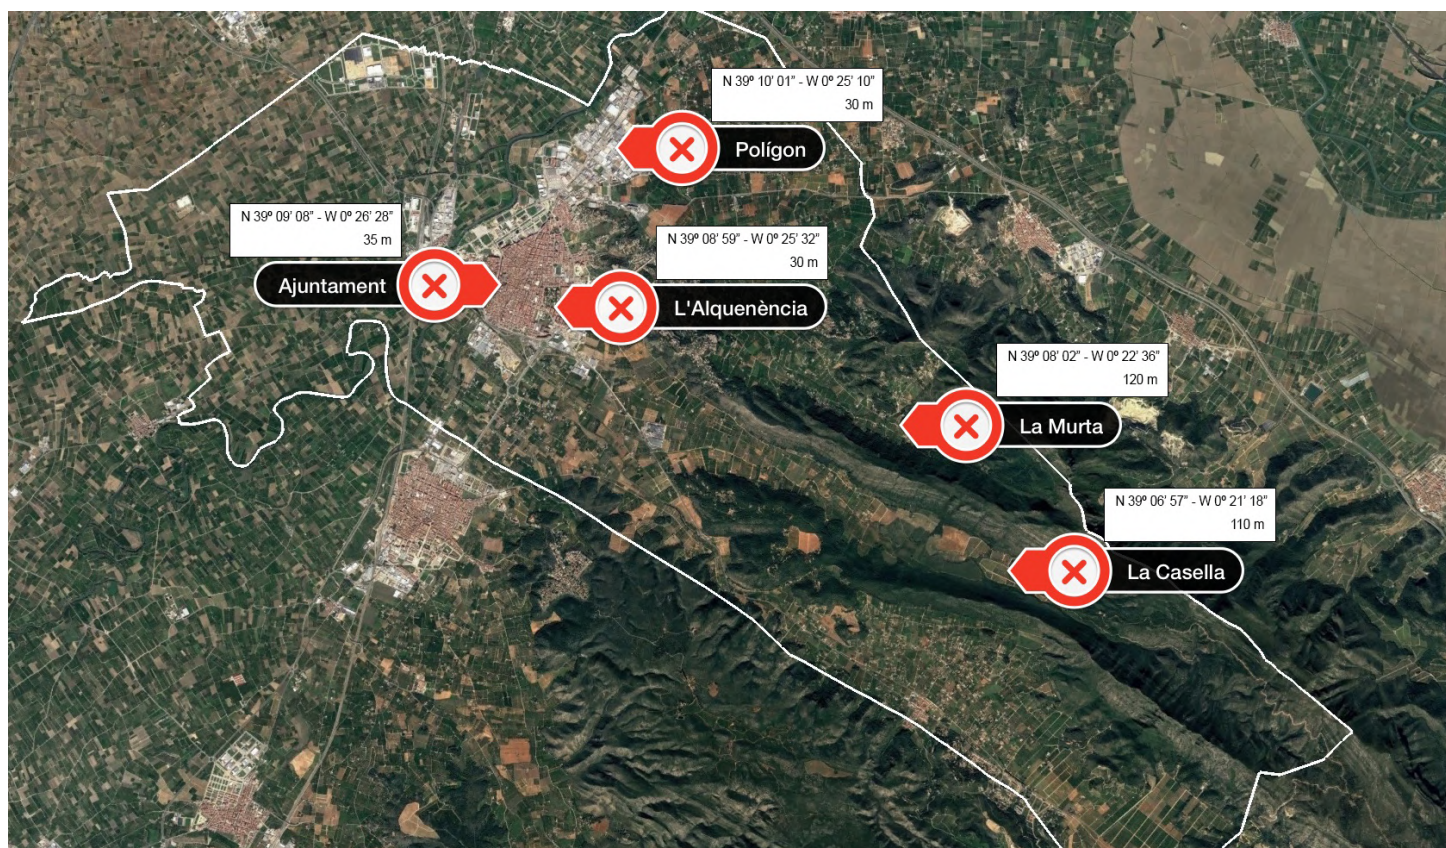 N 39º 10' 01" - W 0º 25' 10"
30 m
Polígon
N 39º 09' 08" - W 0º 26' 28"
35 m
Ajuntament
N 39º 08' 59" - W 0º 25' 32"
30 m
L'Alquenència
N 39º 08' 02" - W 0º 22' 36"
120 m
La Murta
N 39º 06' 57" - W 0º 21' 18"
110 m
La Casella